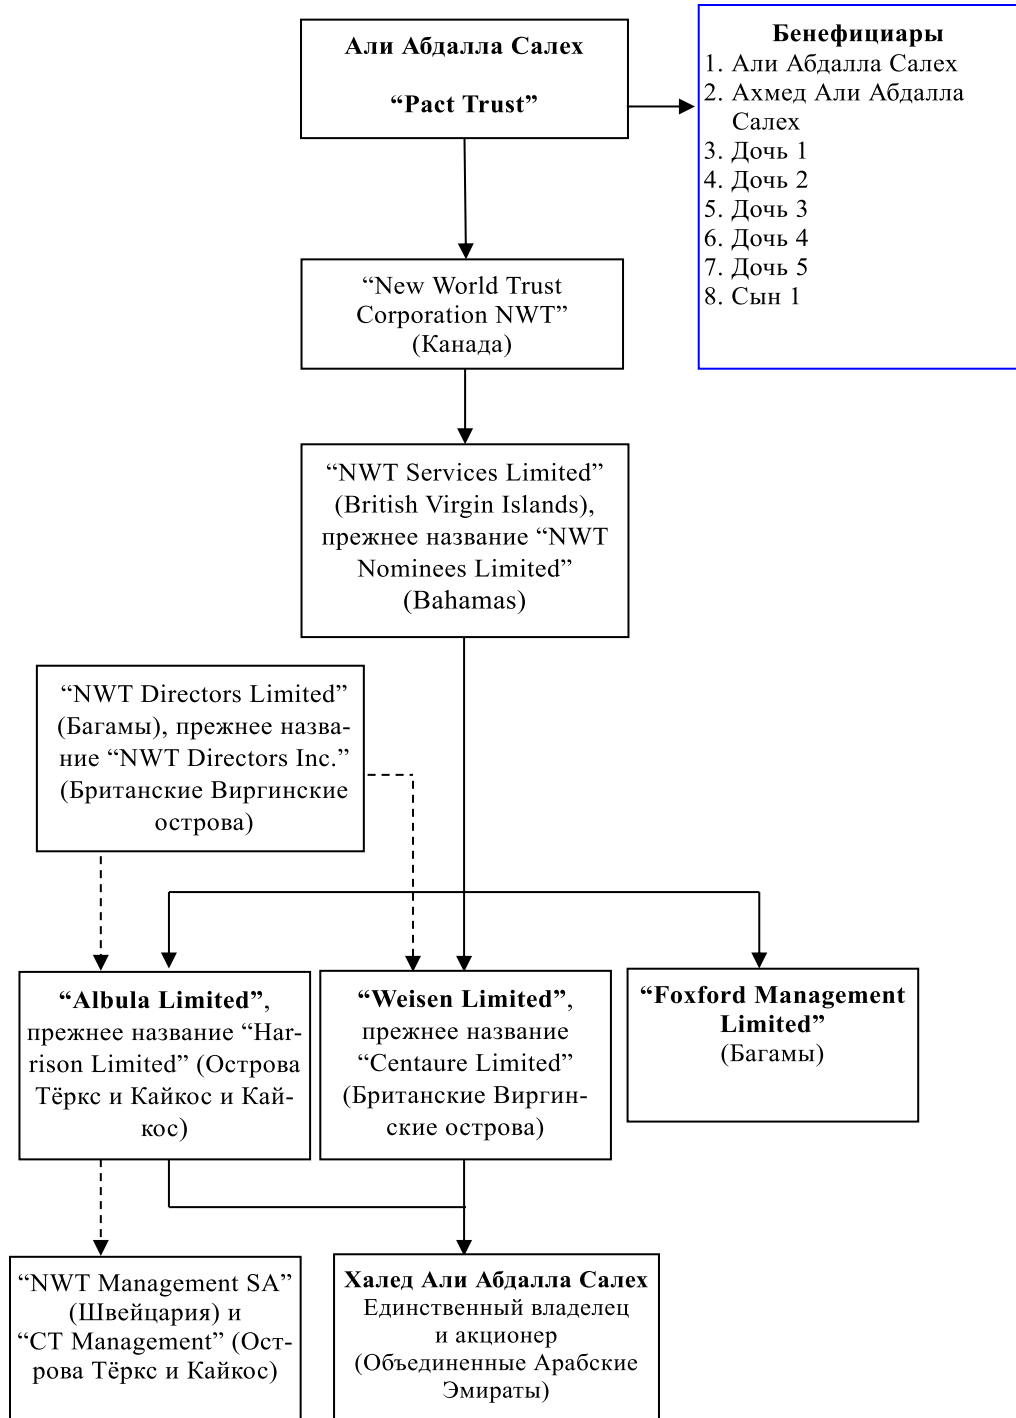 Али Абдалла Салех
“Pact Trust”
Бенефициары
1. Али Абдалла Салех
2. Ахмед Али Абдалла
Салех
3. Дочь 1
4. Дочь 2
5. Дочь 3
6. Дочь 4
7. Дочь 5
8. Сын 1
“New World Trust
Corporation NWT”
(Канада)
“NWT Services Limited”
(British Virgin Islands),
прежнее название “NWT
Nominees Limited”
(Bahamas)
“NWT Directors Limited”
(Багамы), прежнее назва-
ние “NWT Directors Inc.”
(Британские Виргинские
острова)
“Albula Limited”,
прежнее название “Har-
rison Limited” (Острова
Тёркс и Кайкос и Кай-
кос)
“Weisen Limited”,
прежнее название
“Centaure Limited”
(Британские Виргин-
ские острова)
“Foxford Management
Limited”
(Багамы)
“NWT Management SA”
(Швейцария) и
“CT Management” (Ост-
рова Тёркс и Кайкос)
Халед Али Абдалла Салех
Единственный владелец
и акционер
(Объединенные Арабские
Эмираты)